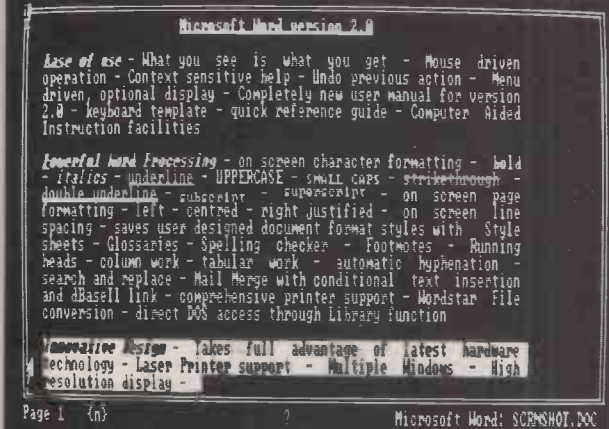 Microsoft Word version 2.0
Ease of use - What you see is what you get - Mouse driven
operation - Context sensitive help - Undo previous action - Menu
driven, optional display - Completely new user manual for version
2.0 - keyboard template - quick reference guide - Computer Aided
Instruction facilities
Powerful Word Processing - on screen character formatting - bold
- italics - underline - UPPERCASE - SMALL CAPS - strikethrough -
double underline - subscript - superscript - on screen page
formatting - left - centred - right justified - on screen line
spacing - saves user designed document format styles with Style
sheets - Glossaries - Spelling checker - Footnotes - Running
heads - column work - tabular work - automatic hyphenation -
search and replace - Mail Merge with conditional text insertion
and dBaseII link - comprehensive printer support - Wordstar File
conversion - direct DOS access through Library function
Innovative Design - Takes full advantage of latest hardware
technology - Laser Printer support - Multiple Windows - High
resolution display -
Page 1 {n} ? Microsoft Word: SCRNSHOT.DOC